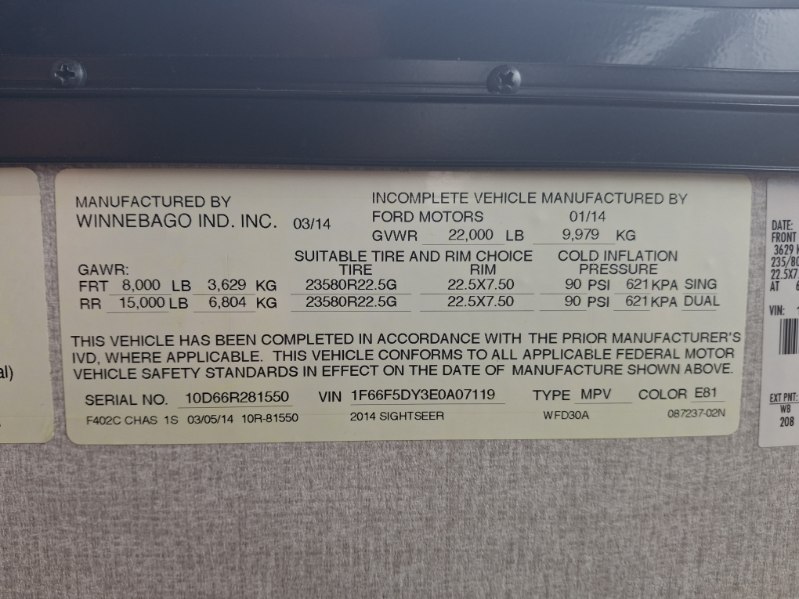 MANUFACTURED BY
WINNEBAGO IND. INC. 03/14
INCOMPLETE VEHICLE MANUFACTURED BY
FORD MOTORS 01/14
GVWR 22,000 LB 9,979 KG
SUITABLE TIRE AND RIM CHOICE COLD INFLATION
GAWR: TIRE RIM PRESSURE
FRT 8,000 LB 3,629 KG 23580R22.5G 22.5X7.50 90 PSI 621 KPA SING
RR 15,000 LB 6,804 KG 23580R22.5G 22.5X7.50 90 PSI 621 KPA DUAL
THIS VEHICLE HAS BEEN COMPLETED IN ACCORDANCE WITH THE PRIOR MANUFACTURER'S
IVD, WHERE APPLICABLE. THIS VEHICLE CONFORMS TO ALL APPLICABLE FEDERAL MOTOR
VEHICLE SAFETY STANDARDS IN EFFECT ON THE DATE OF MANUFACTURE SHOWN ABOVE.
SERIAL NO. 10D66R281550 VIN 1F66F5DY3E0A07119 TYPE MPV COLOR E81
F402C CHAS 1S 03/05/14 10R-81550 2014 SIGHTSEER WFD30A 087237-02N
DATE:
FRONT
3629
235/80
22.5X7
AT
VIN:
EXT PNT:
WB
208